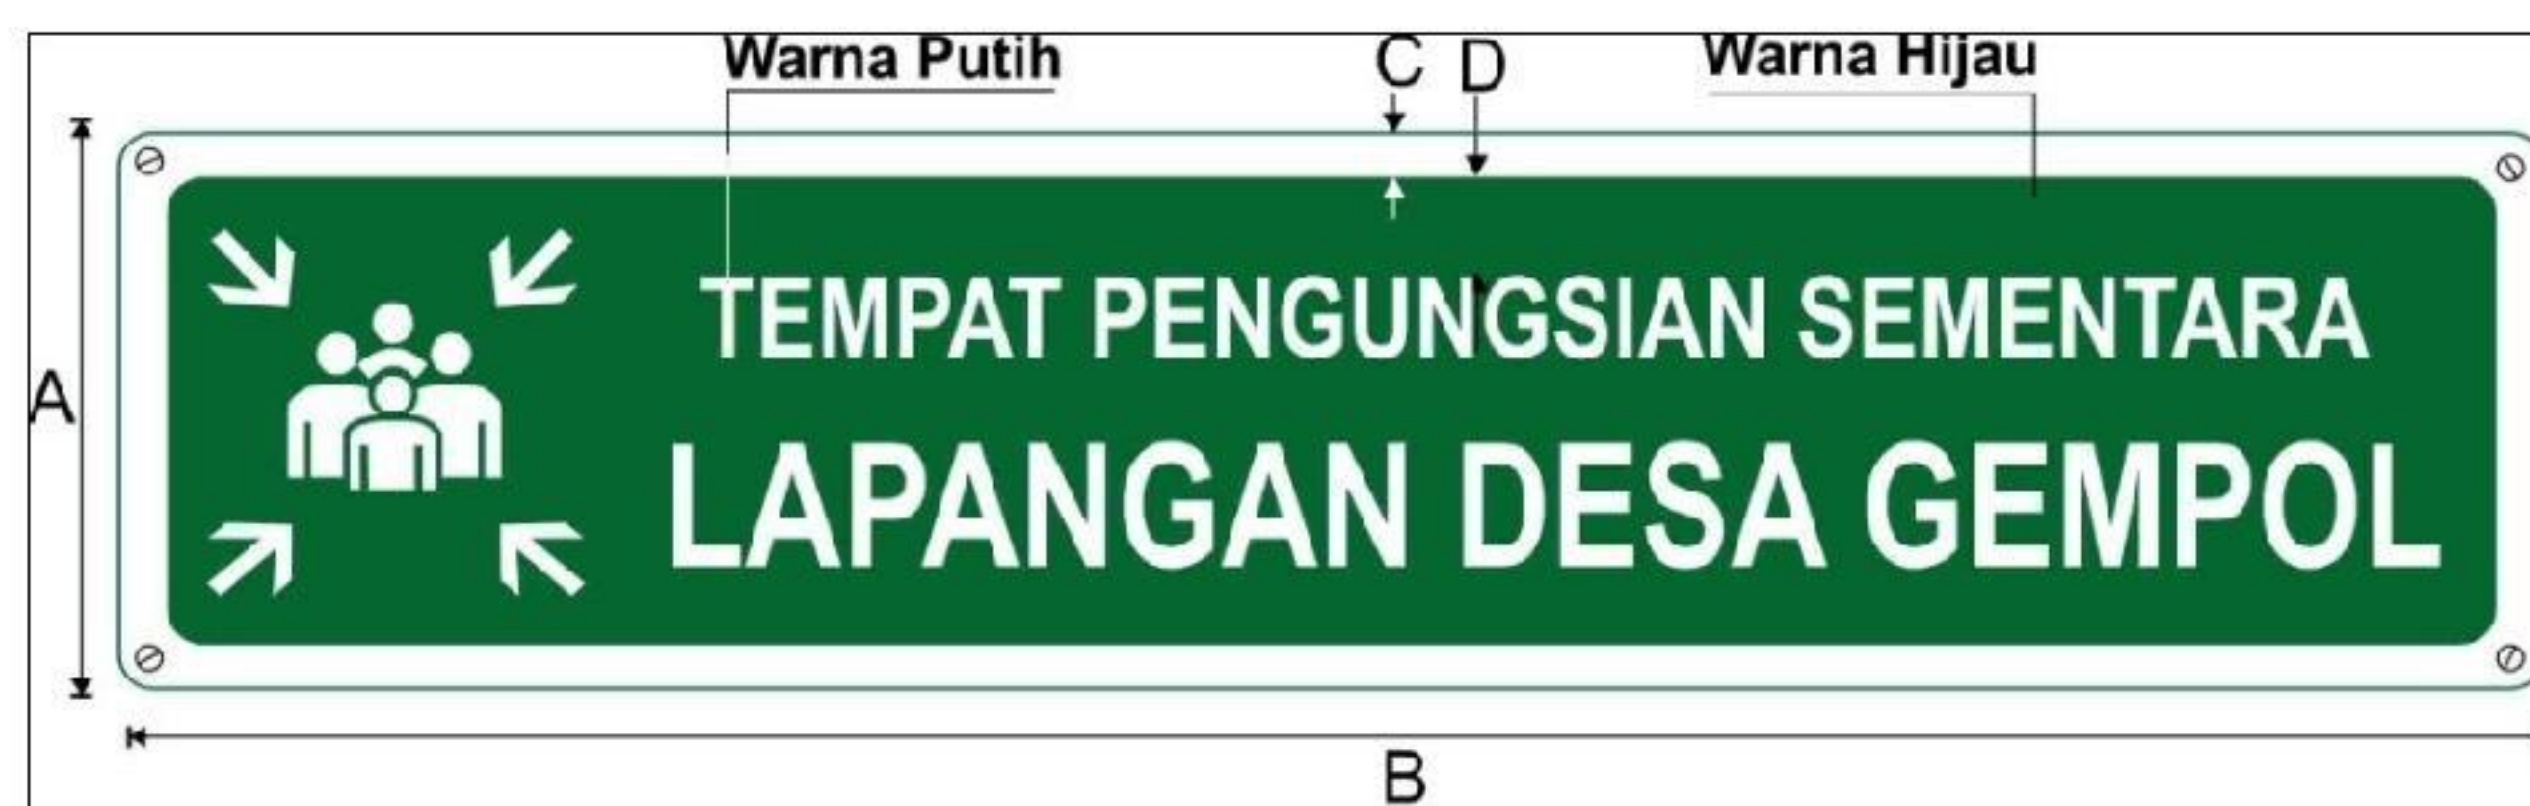 Warna Putih C D Warna Hijau
A
TEMPAT PENGUNGSIAN SEMENTARA
LAPANGAN DESA GEMPOL
B